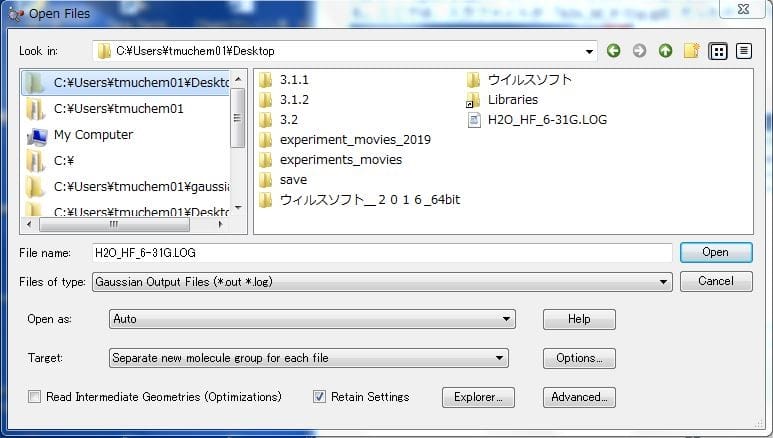 Open Files
Look in:
C:¥Users¥tmuchem01¥Desktop
C:¥Users¥tmuchem01¥Deskto
C:¥Users¥tmuchem01
My Computer
C:¥
C:¥Users¥tmuchem01¥gaussia
C:¥Users¥tmuchem01¥Deskto
3.1.1
3.1.2
3.2
experiment_movies_2019
experiments_movies
save
ウィルスソフト__２０１６_64bit
ウイルスソフト
Libraries
H2O_HF_6-31G.LOG
File name:
H2O_HF_6-31G.LOG
Open
Files of type:
Gaussian Output Files (*.out *.log)
Cancel
Open as:
Auto
Help
Target:
Separate new molecule group for each file
Options...
Read Intermediate Geometries (Optimizations)
Retain Settings
Explorer...
Advanced...